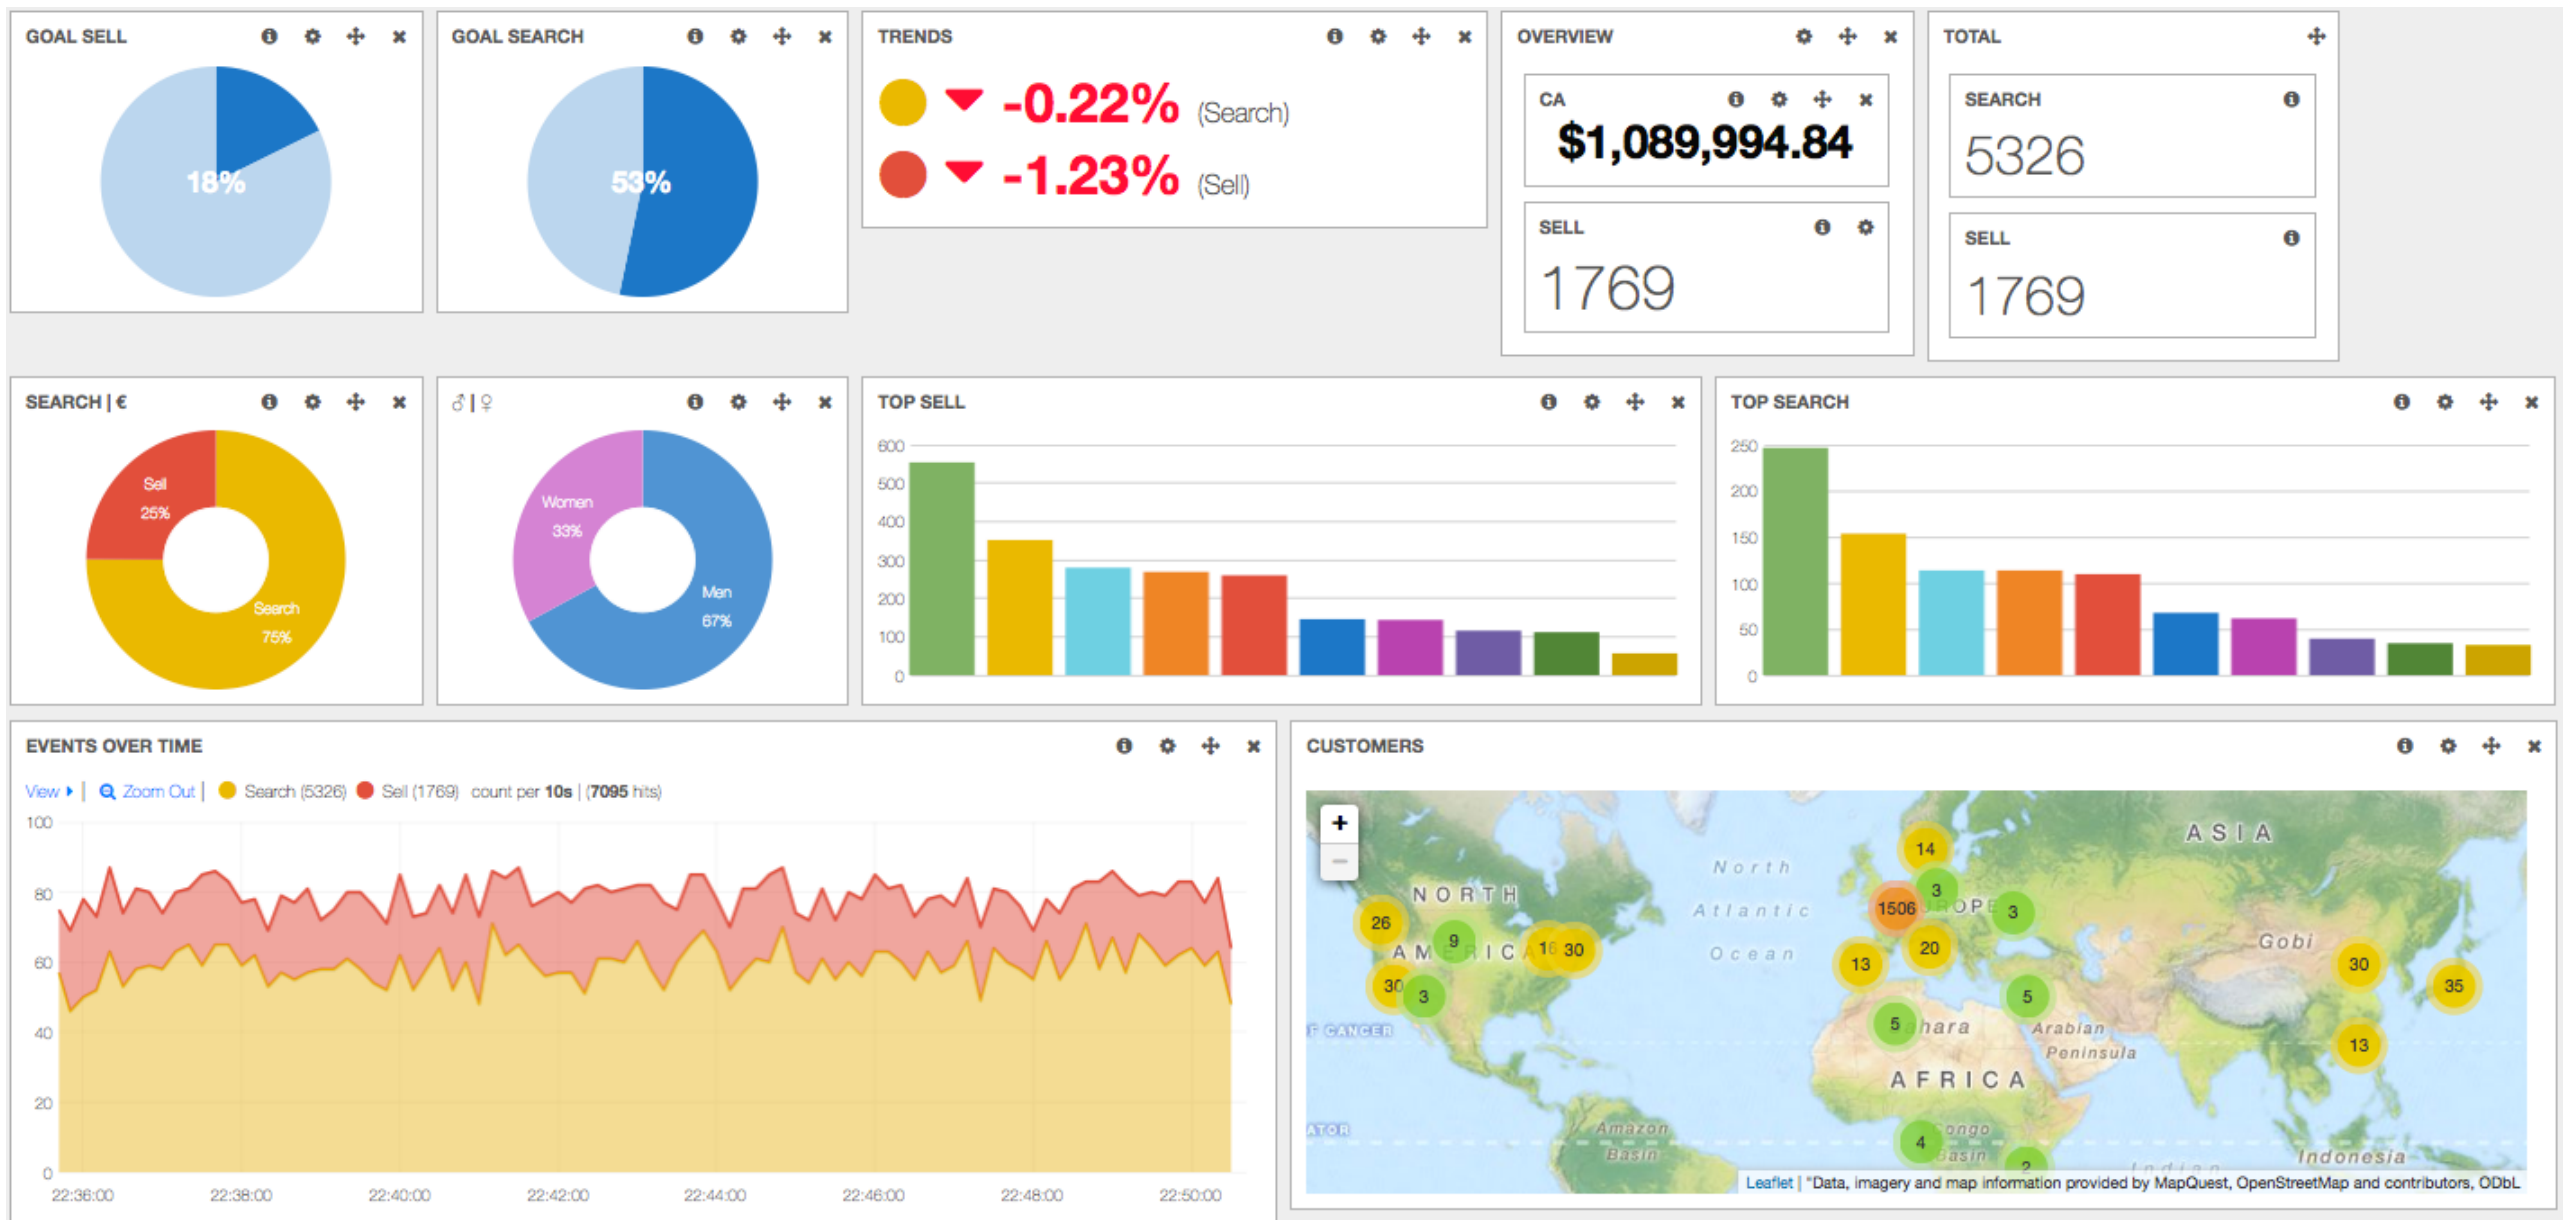 GOAL SELL
18%
GOAL SEARCH
53%
TRENDS
-0.22% (Search)
-1.23% (Sell)
OVERVIEW
CA
$1,089,994.84
SELL
1769
TOTAL
SEARCH
5326
SELL
1769
SEARCH | €
Sell
25%
Search
75%
♂ | ♀
Women
33%
Men
67%
TOP SELL
600
500
400
300
200
100
0
TOP SEARCH
250
200
150
100
50
0
EVENTS OVER TIME
View | Zoom Out | Search (5326) Sell (1769) count per 10s | (7095 hits)
100
80
60
40
20
0
22:36:00 22:38:00 22:40:00 22:42:00 22:44:00 22:46:00 22:48:00 22:50:00
CUSTOMERS
+
−
14
ASIA
North
3
NORTH
1506
3
Atlantic
26
9
AMERICA
16
30
20
Gobi
Ocean
13
30
30
3
5
35
5
Arabian
CANCER
13
Peninsula
AFRICA
Amazon
Basin
4
2
Indian
Indonesia
Leaflet | "Data, imagery and map information provided by MapQuest, OpenStreetMap and contributors, ODbL